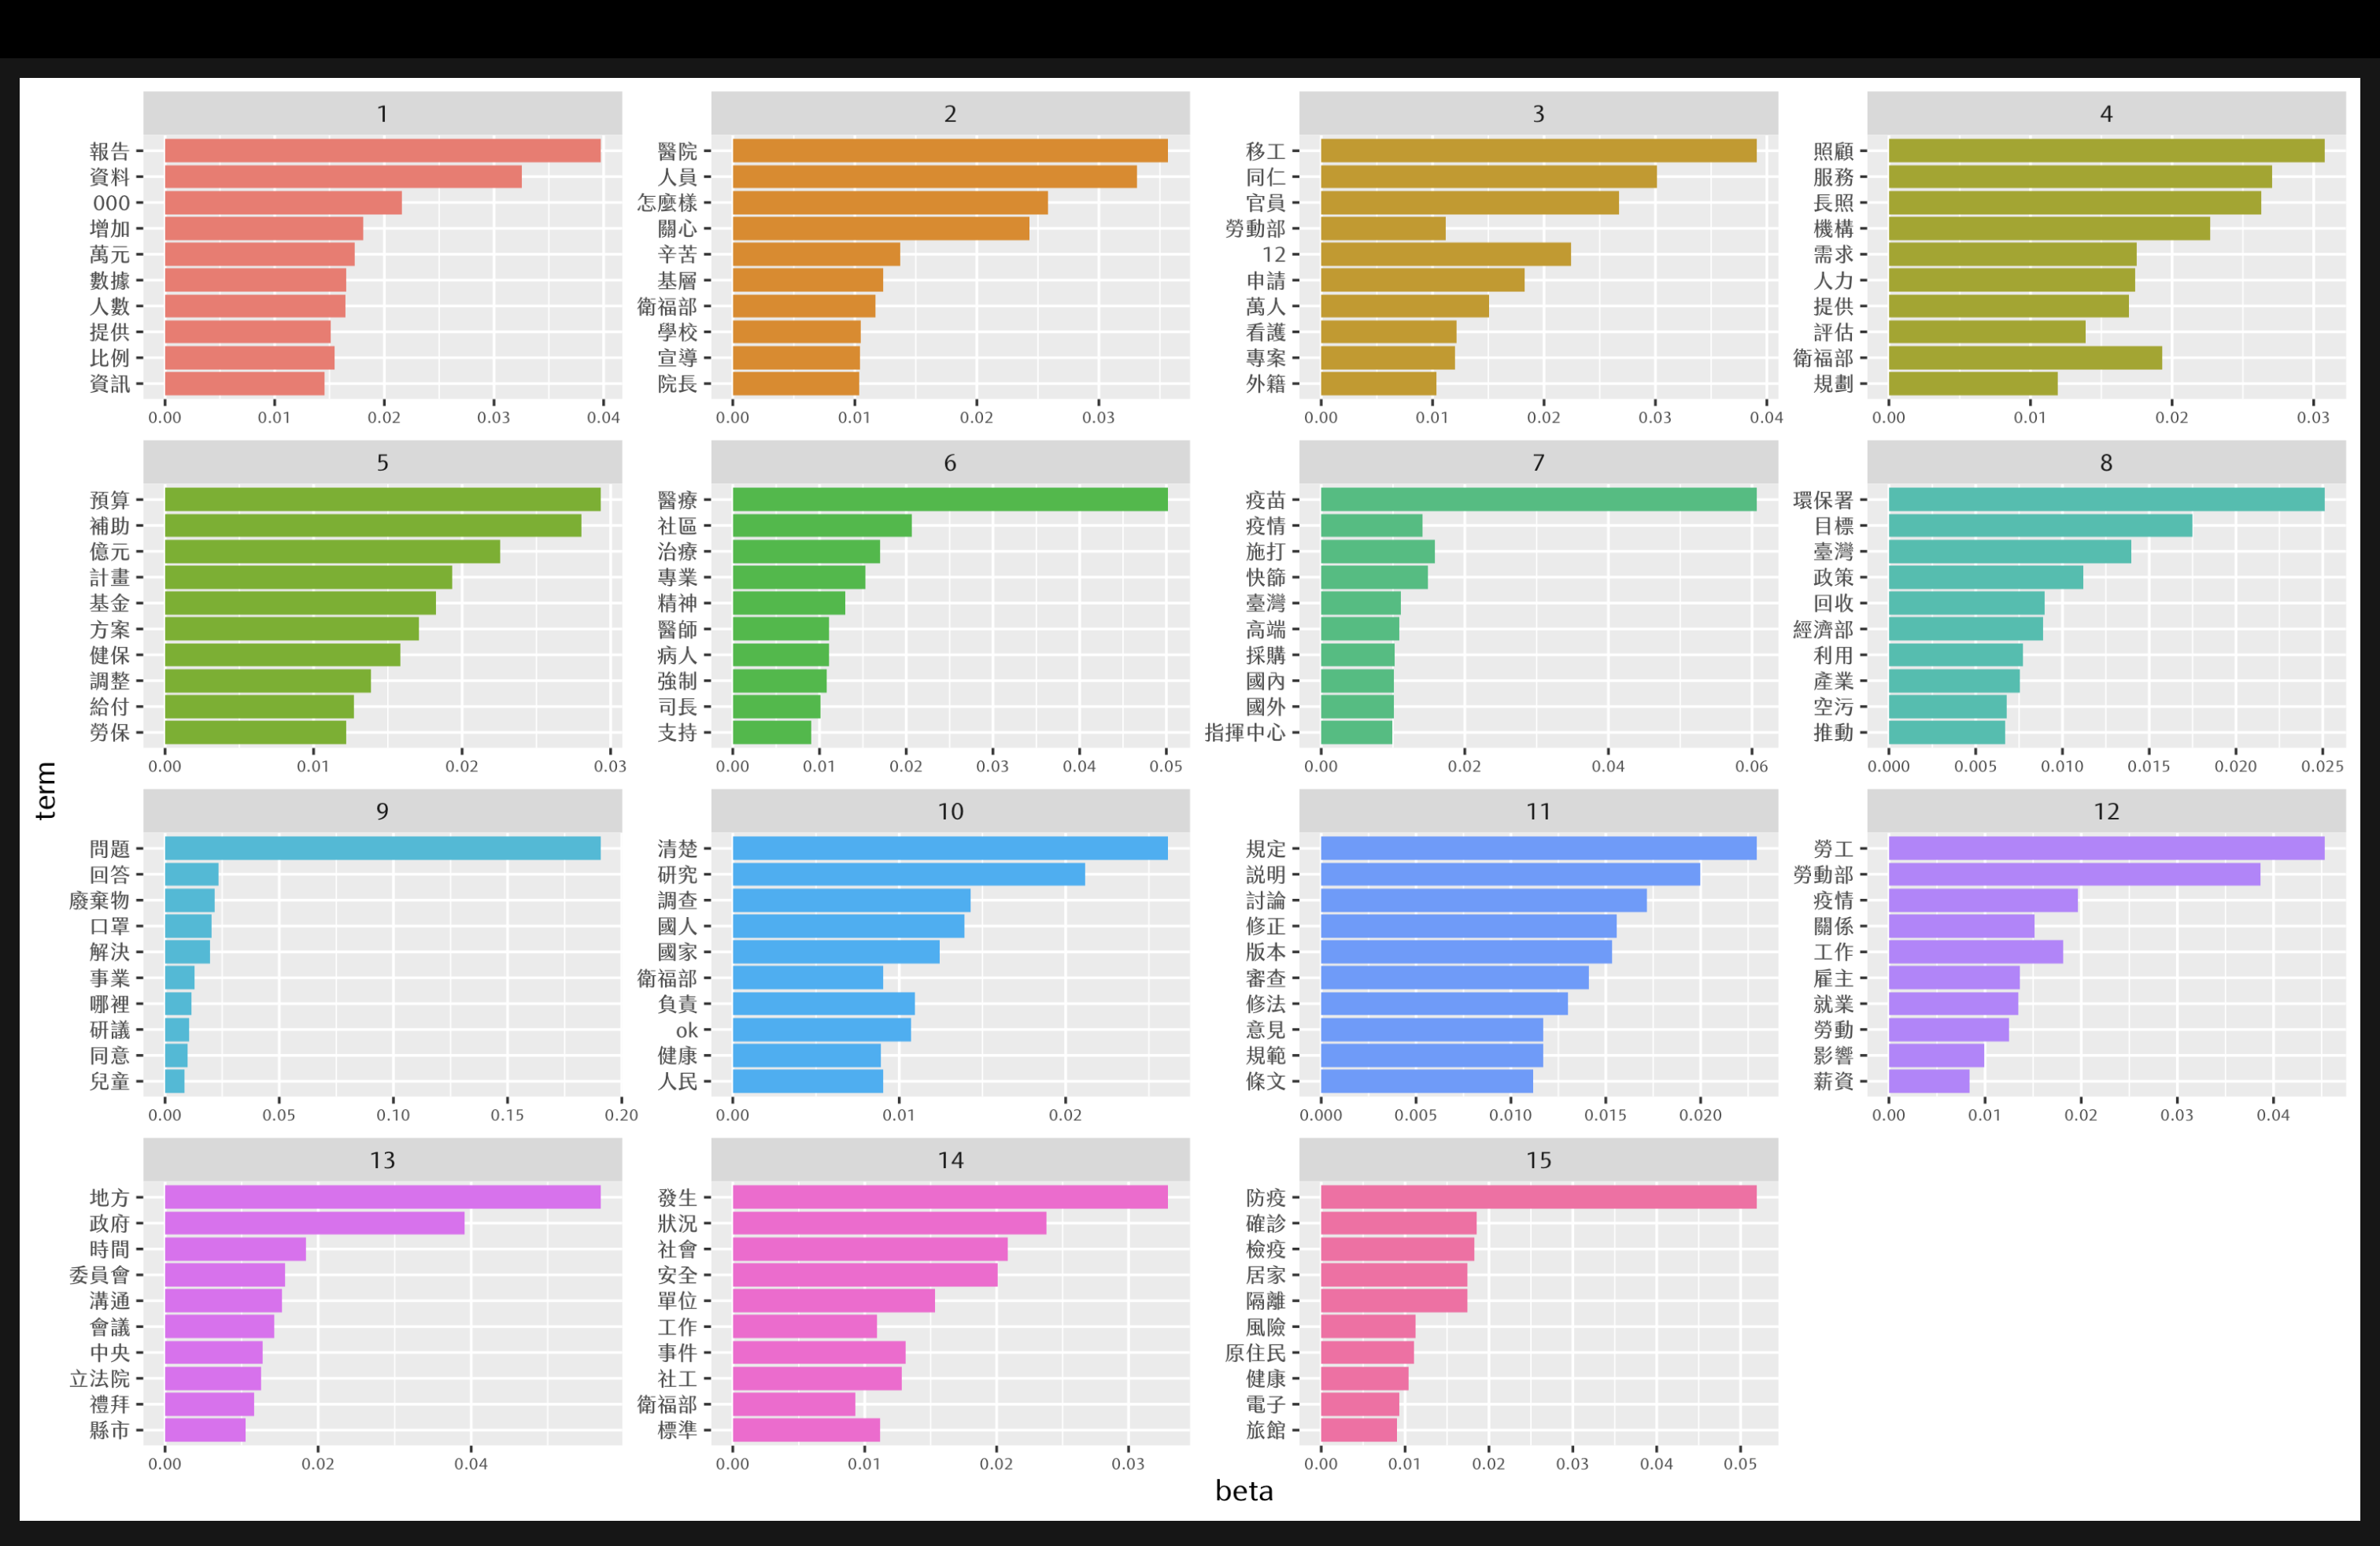 1
報告
資料
000
增加
萬元
數據
人數
提供
比例
資訊
0.00 0.01 0.02 0.03 0.04
2
醫院
人員
怎麼樣
關心
辛苦
基層
衛福部
學校
宣導
院長
0.00 0.01 0.02 0.03
3
移工
同仁
官員
勞動部
12
申請
萬人
看護
專案
外籍
0.00 0.01 0.02 0.03 0.04
4
照顧
服務
長照
機構
需求
人力
提供
評估
衛福部
規劃
0.00 0.01 0.02 0.03
5
預算
補助
億元
計畫
基金
方案
健保
調整
給付
勞保
0.00 0.01 0.02 0.03
6
醫療
社區
治療
專業
精神
醫師
病人
強制
司長
支持
0.00 0.01 0.02 0.03 0.04 0.05
7
疫苗
疫情
施打
快篩
臺灣
高端
採購
國內
國外
指揮中心
0.00 0.02 0.04 0.06
8
環保署
目標
臺灣
政策
回收
經濟部
利用
產業
空污
推動
0.000 0.005 0.010 0.015 0.020 0.025
9
問題
回答
廢棄物
口罩
解決
事業
哪裡
研議
同意
兒童
0.00 0.05 0.10 0.15 0.20
10
清楚
研究
調查
國人
國家
衛福部
負責
ok
健康
人民
0.00 0.01 0.02
11
規定
說明
討論
修正
版本
審查
修法
意見
規範
條文
0.000 0.005 0.010 0.015 0.020
12
勞工
勞動部
疫情
關係
工作
雇主
就業
勞動
影響
薪資
0.00 0.01 0.02 0.03 0.04
13
地方
政府
時間
委員會
溝通
會議
中央
立法院
禮拜
縣市
0.00 0.02 0.04
14
發生
狀況
社會
安全
單位
工作
事件
社工
衛福部
標準
0.00 0.01 0.02 0.03
15
防疫
確診
檢疫
居家
隔離
風險
原住民
健康
電子
旅館
0.00 0.01 0.02 0.03 0.04 0.05
term
beta